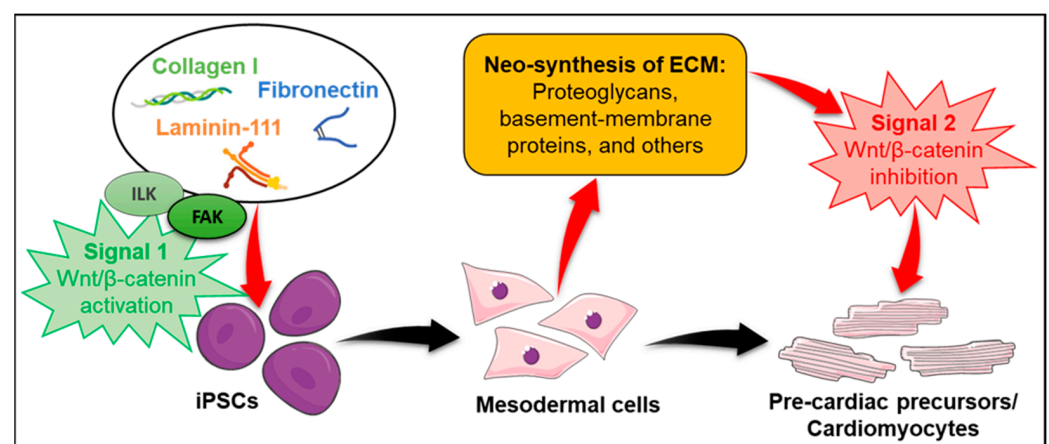 Collagen I
Fibronectin
Laminin-111
ILK
FAK
Signal 1
Wnt/β-catenin
activation
iPSCs
Mesodermal cells
Neo-synthesis of ECM:
Proteoglycans,
basement-membrane
proteins, and others
Signal 2
Wnt/β-catenin
inhibition
Pre-cardiac precursors/
Cardiomyocytes